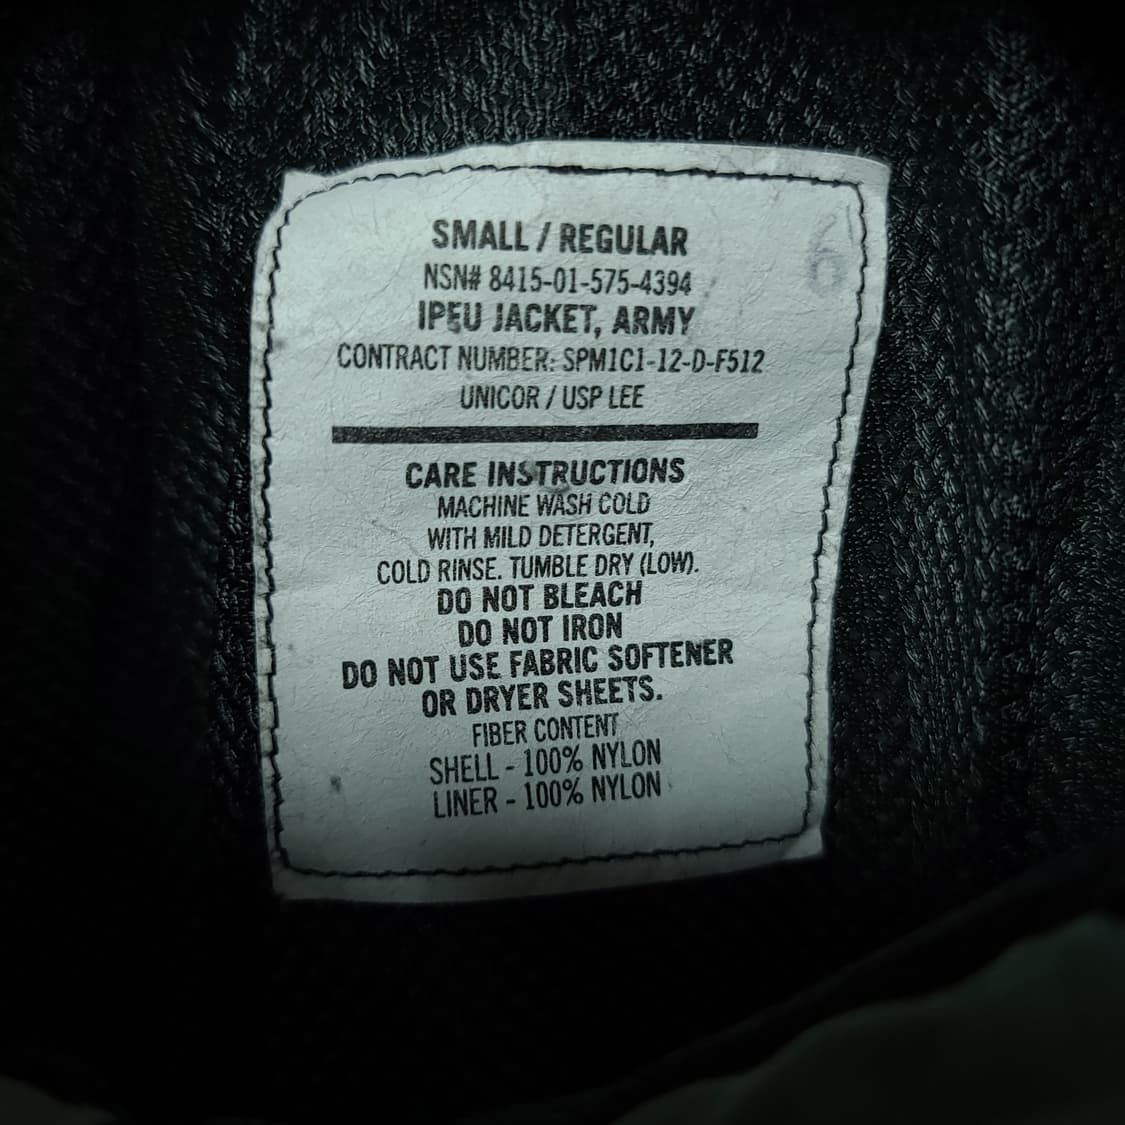 SMALL / REGULAR
NSN# 8415-01-575-4394
IPEU JACKET, ARMY
CONTRACT NUMBER: SPM1C1-12-D-F512
UNICOR / USP LEE
CARE INSTRUCTIONS
MACHINE WASH COLD
WITH MILD DETERGENT,
COLD RINSE. TUMBLE DRY (LOW).
DO NOT BLEACH
DO NOT IRON
DO NOT USE FABRIC SOFTENER
OR DRYER SHEETS.
FIBER CONTENT
SHELL - 100% NYLON
LINER - 100% NYLON